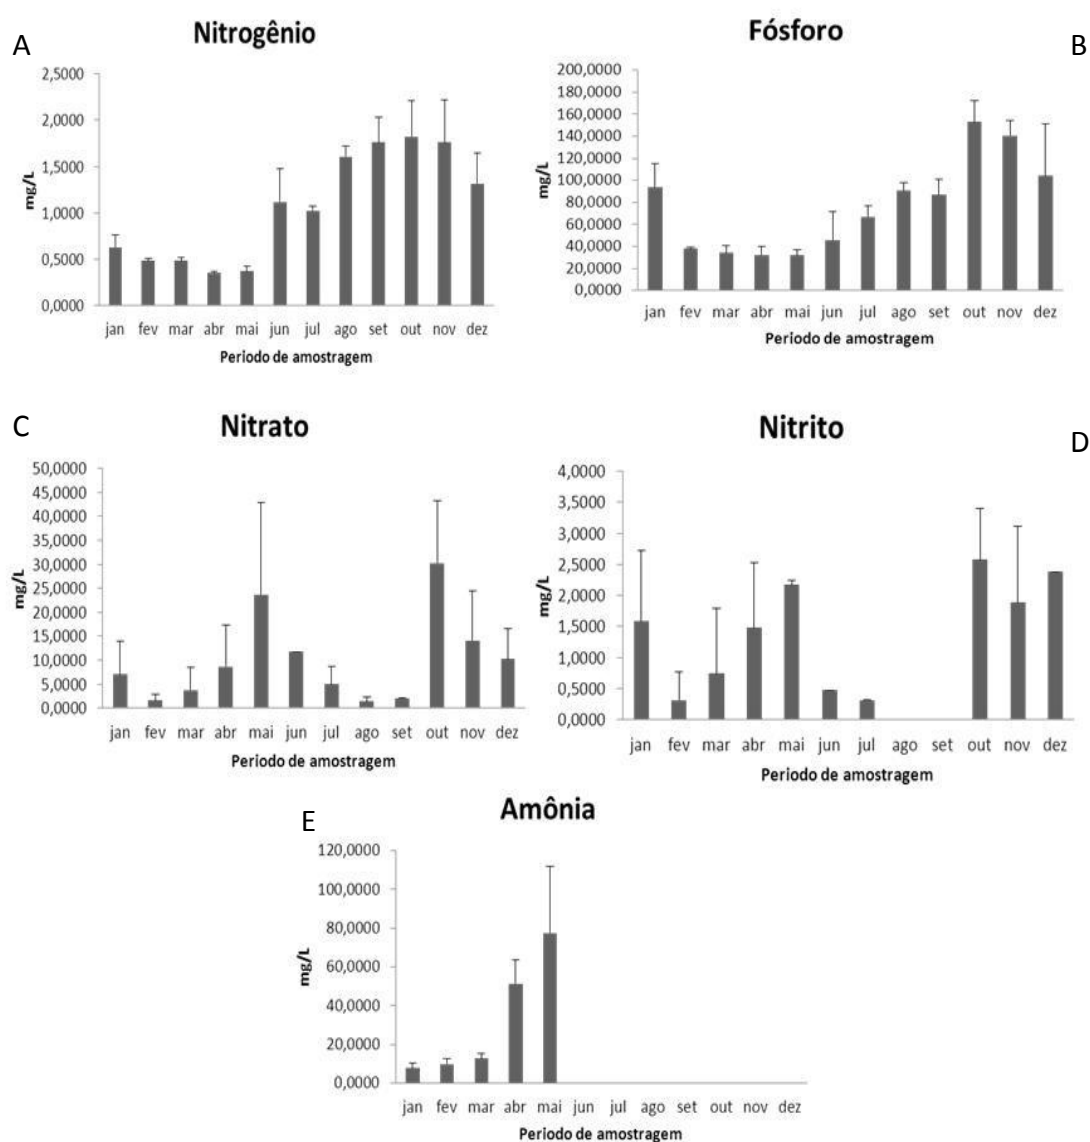 A
Nitrogênio
mg/L
2,5000
2,0000
1,5000
1,0000
0,5000
0,0000
jan fev mar abr mai jun jul ago set out nov dez
Periodo de amostragem
Fósforo
B
mg/L
200,0000
180,0000
160,0000
140,0000
120,0000
100,0000
80,0000
60,0000
40,0000
20,0000
0,0000
jan fev mar abr mai jun jul ago set out nov dez
Periodo de amostragem
C
Nitrato
mg/L
50,0000
45,0000
40,0000
35,0000
30,0000
25,0000
20,0000
15,0000
10,0000
5,0000
0,0000
jan fev mar abr mai jun jul ago set out nov dez
Periodo de amostragem
Nitrito
D
mg/L
4,0000
3,5000
3,0000
2,5000
2,0000
1,5000
1,0000
0,5000
0,0000
jan fev mar abr mai jun jul ago set out nov dez
Periodo de amostragem
E
Amônia
mg/L
120,0000
100,0000
80,0000
60,0000
40,0000
20,0000
0,0000
jan fev mar abr mai jun jul ago set out nov dez
Periodo de amostragem